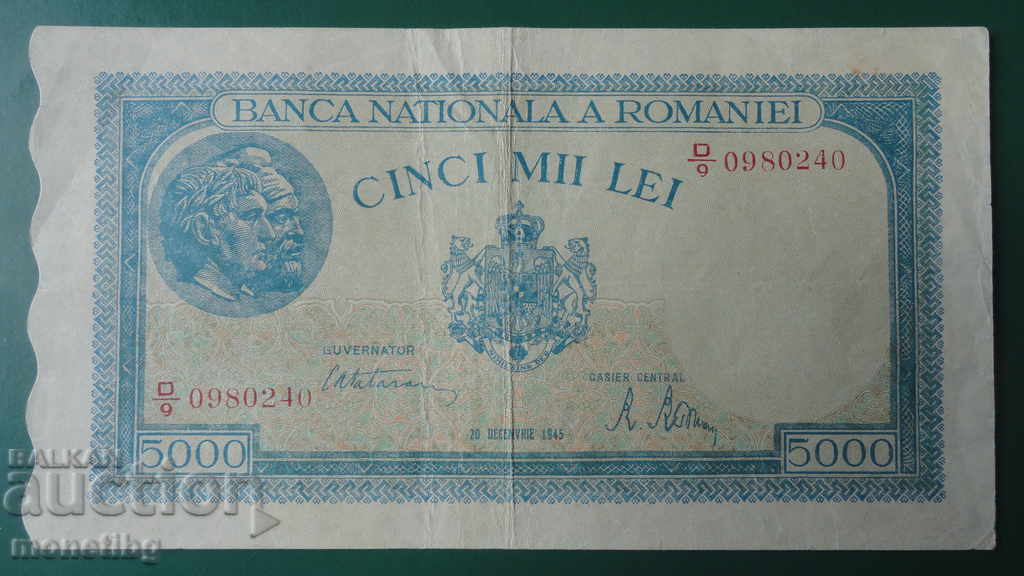 BANCA NATIONALA A ROMANIEI
CINCI MII LEI
D/9 0980240
GUVERNATOR
CASIER CENTRAL
D/9 0980240
20 DECEMVRIE 1945
5000
5000
BALKAN
auction
monetibg